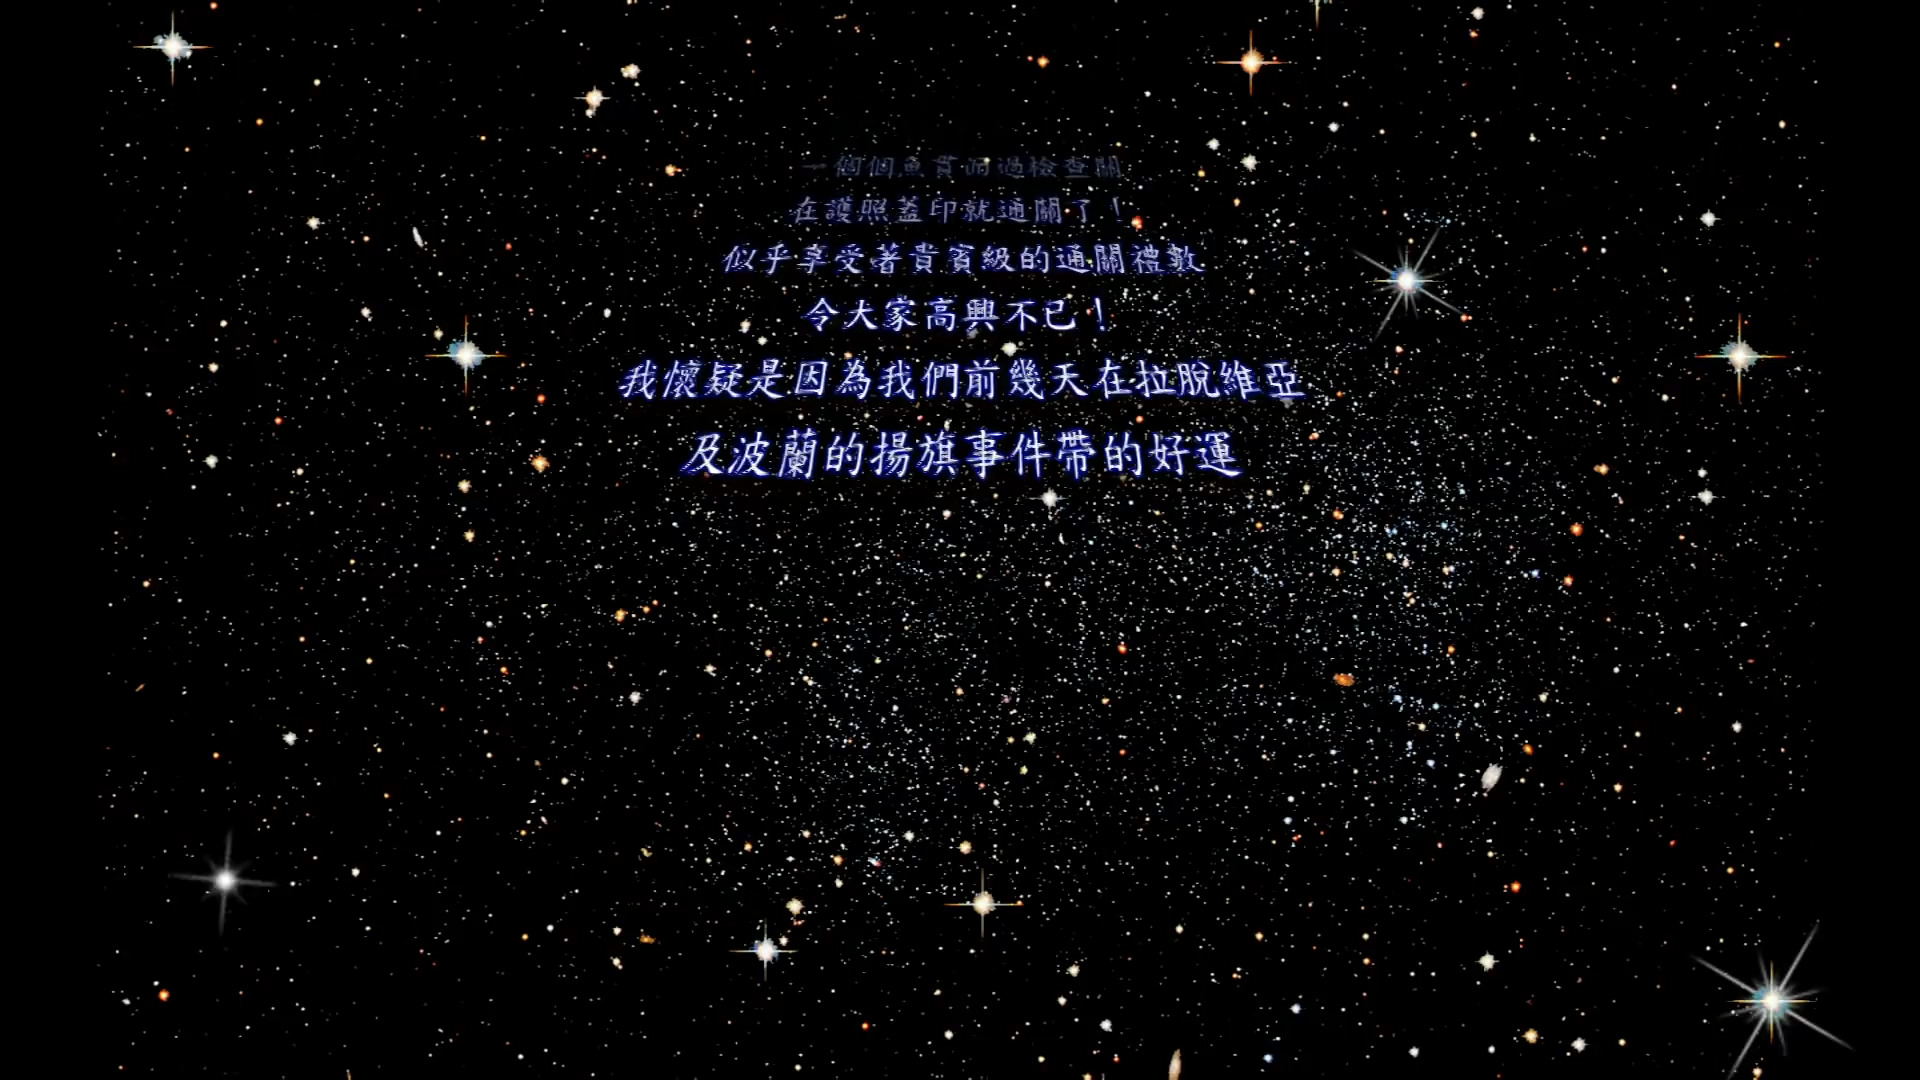 一個個魚貫而過檢查關
在護照蓋印就通關了！
似乎享受著貴賓級的通關禮數
令大家高興不已！
我懷疑是因為我們前幾天在拉脫維亞
及波蘭的揚旗事件帶的好運